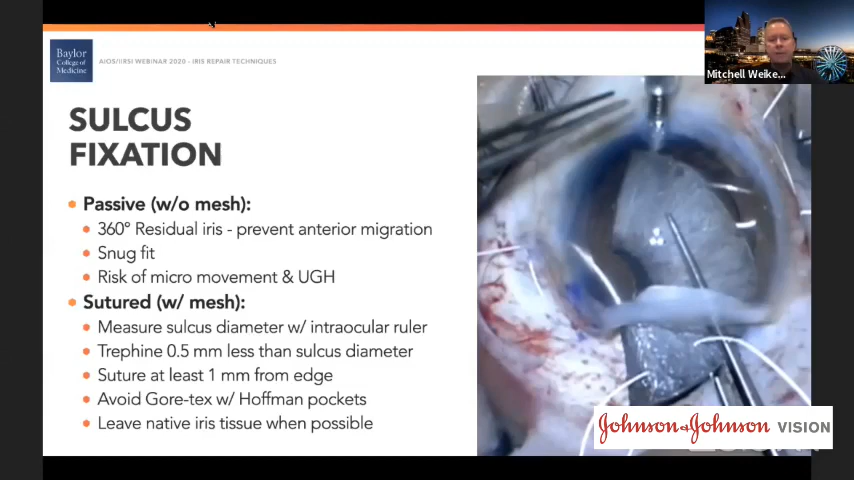 Baylor
College of
Medicine
AIOS/IIRSI WEBINAR 2020 - IRIS REPAIR TECHNIQUES
Mitchell Weike...
SULCUS
FIXATION
Passive (w/o mesh):
360° Residual iris - prevent anterior migration
Snug fit
Risk of micro movement & UGH
Sutured (w/ mesh):
Measure sulcus diameter w/ intraocular ruler
Trephine 0.5 mm less than sulcus diameter
Suture at least 1 mm from edge
Avoid Gore-tex w/ Hoffman pockets
Leave native iris tissue when possible
Johnson & Johnson VISION